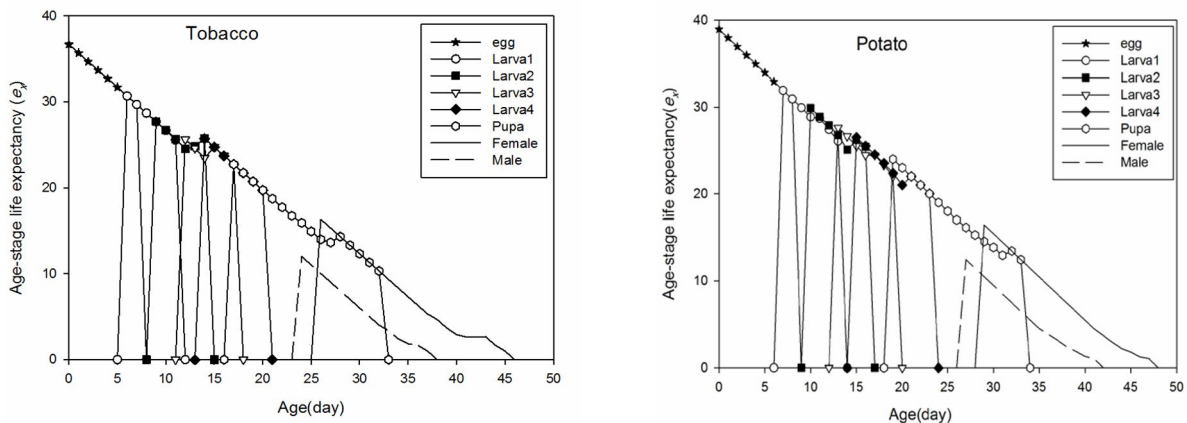 Tobacco
egg
Larva1
Larva2
Larva3
Larva4
Pupa
Female
Male
Age-stage life expectancy (eₓ)
40
30
20
10
0
0 5 10 15 20 25 30 35 40 45 50
Age(day)
Potato
egg
Larva1
Larva2
Larva3
Larva4
Pupa
Female
Male
Age-stage life expectancy(eₓ)
40
30
20
10
0
0 5 10 15 20 25 30 35 40 45 50
Age(day)